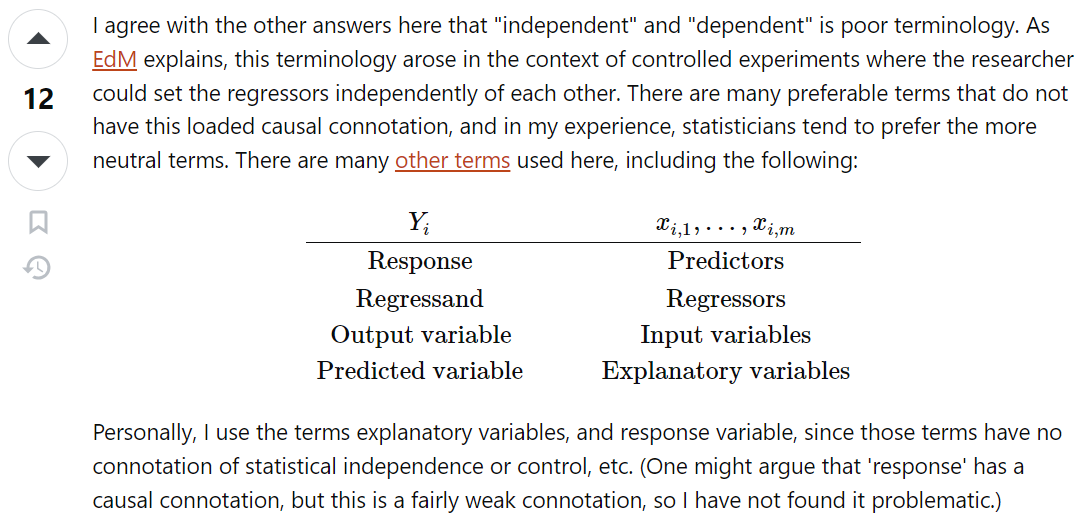 I agree with the other answers here that "independent" and "dependent" is poor terminology. As
EdM explains, this terminology arose in the context of controlled experiments where the researcher
12
could set the regressors independently of each other. There are many preferable terms that do not
have this loaded causal connotation, and in my experience, statisticians tend to prefer the more
neutral terms. There are many other terms used here, including the following:
Yᵢ xᵢ,₁, . . . , xᵢ,ₘ
Response Predictors
Regressand Regressors
Output variable Input variables
Predicted variable Explanatory variables
Personally, I use the terms explanatory variables, and response variable, since those terms have no
connotation of statistical independence or control, etc. (One might argue that 'response' has a
causal connotation, but this is a fairly weak connotation, so I have not found it problematic.)